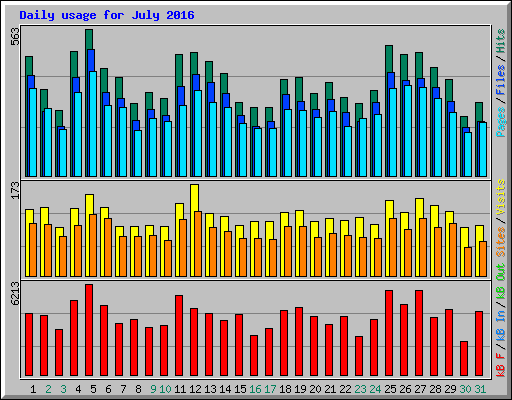 Daily usage for July 2016
563
Pages / Files / Hits
173
Sites / Visits
6213
kB F / kB In / kB Out
1 2 3 4 5 6 7 8 9 10 11 12 13 14 15 16 17 18 19 20 21 22 23 24 25 26 27 28 29 30 31